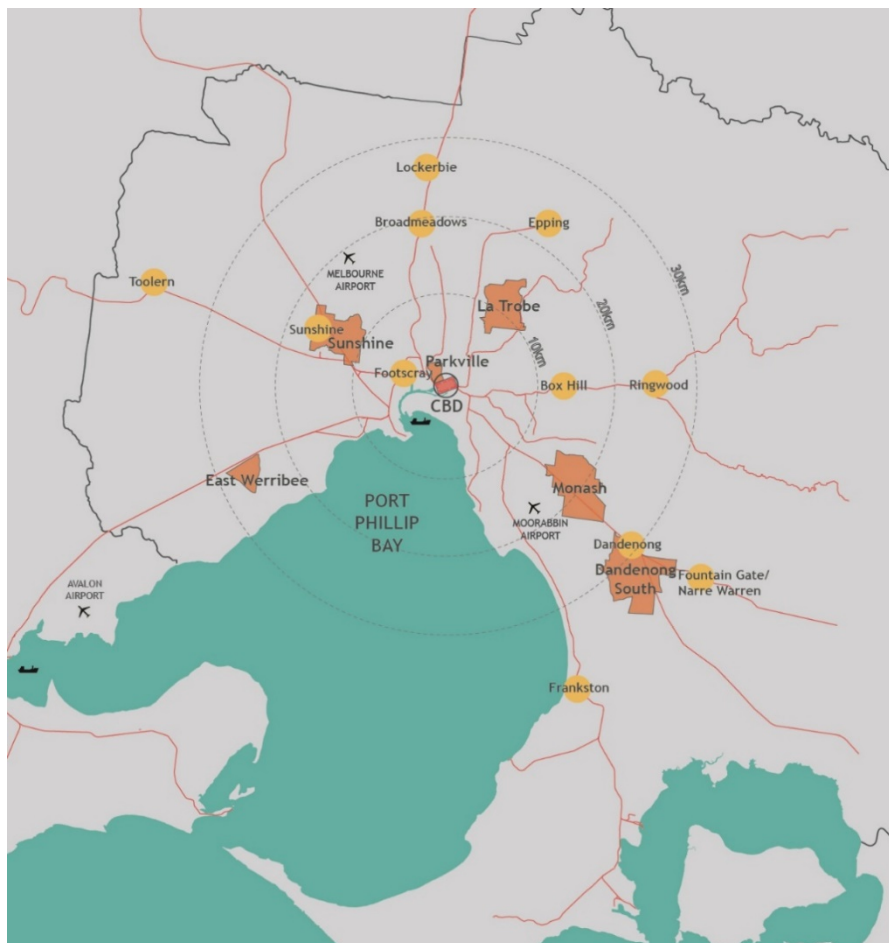 Lockerbie
Broadmeadows
Epping
MELBOURNE
AIRPORT
Toolern
30km
20km
La Trobe
Sunshine
Sunshine
10km
Parkville
Footscray
Box Hill
Ringwood
CBD
East Werribee
Monash
PORT
PHILLIP
BAY
MOORABBIN
AIRPORT
Dandenong
Dandenong
South
Fountain Gate/
Narre Warren
AVALON
AIRPORT
Frankston